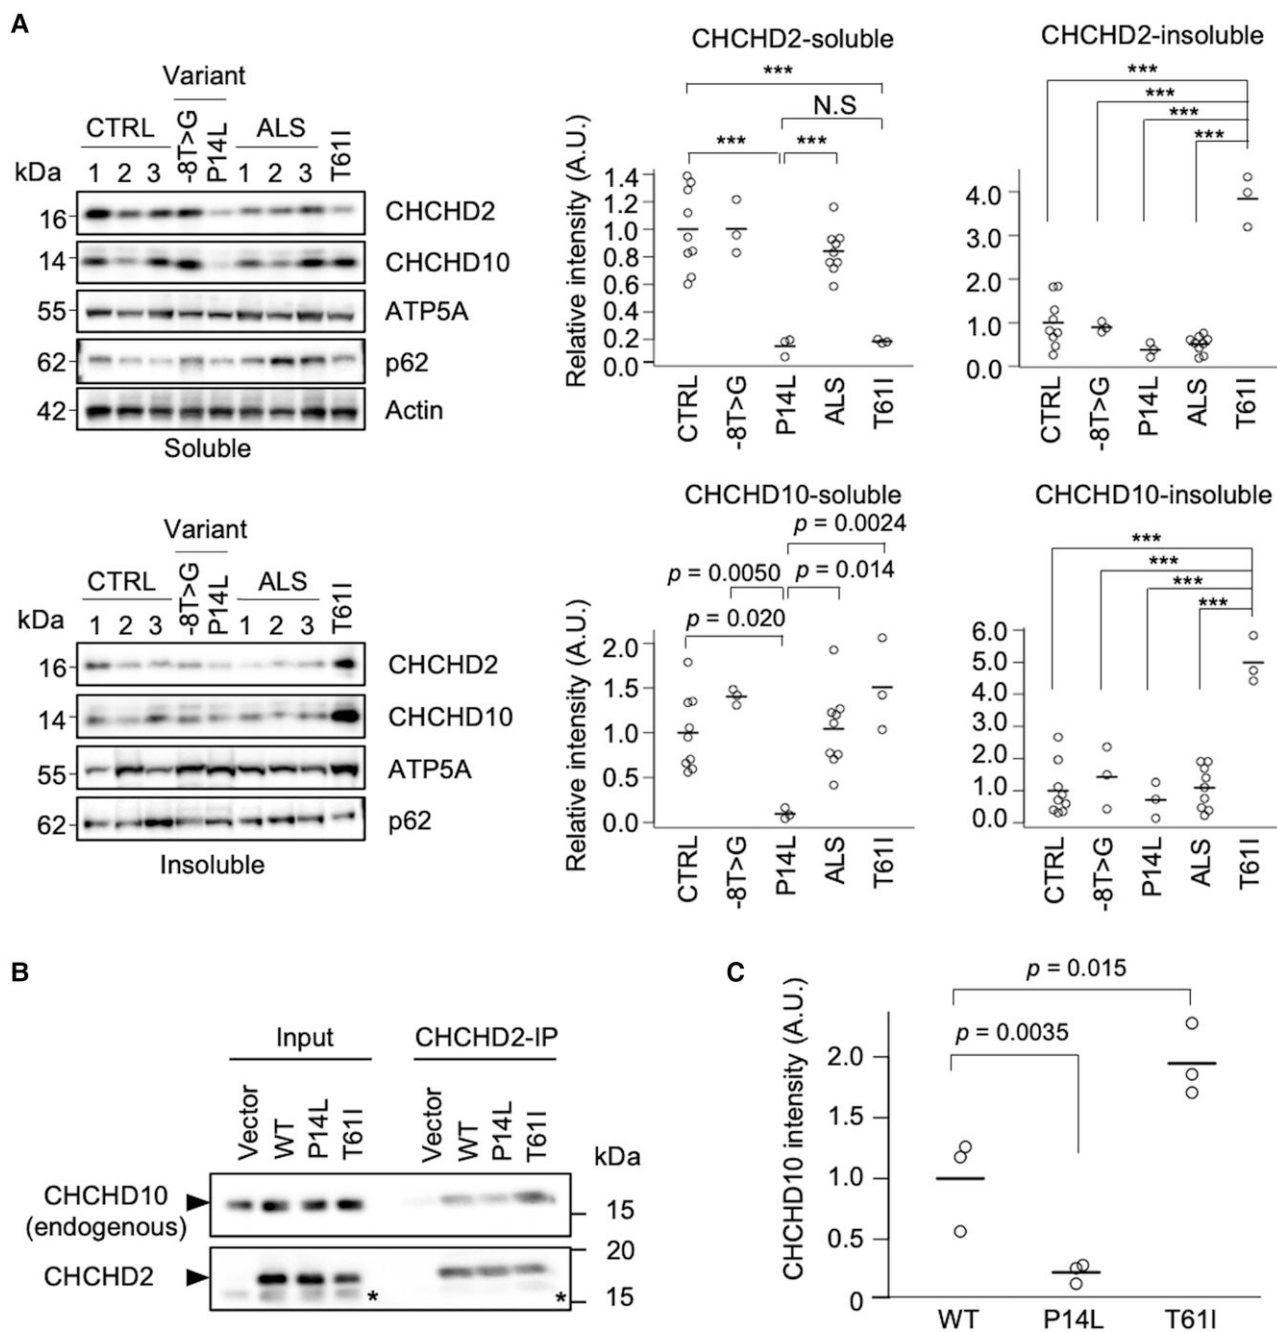 A
Variant
CTRL -8T>G P14L ALS T61I
kDa 1 2 3 1 2 3
16 CHCHD2
14 CHCHD10
55 ATP5A
62 p62
42 Actin
Soluble
CHCHD2-soluble
***
N.S
*** ***
Relative intensity (A.U.)
1.4
1.2
1.0
0.8
0.6
0.4
0.2
0.0
CTRL -8T>G P14L ALS T61I
CHCHD2-insoluble
***
***
***
***
4.0
3.0
2.0
1.0
0.0
CTRL -8T>G P14L ALS T61I
Variant
CTRL -8T>G P14L ALS T61I
kDa 1 2 3 1 2 3
16 CHCHD2
14 CHCHD10
55 ATP5A
62 p62
Insoluble
CHCHD10-soluble
p = 0.0024
p = 0.0050 p = 0.014
p = 0.020
Relative intensity (A.U.)
2.0
1.5
1.0
0.5
0.0
CTRL -8T>G P14L ALS T61I
CHCHD10-insoluble
***
***
***
***
6.0
5.0
4.0
3.0
2.0
1.0
0.0
CTRL -8T>G P14L ALS T61I
B
Input CHCHD2-IP
Vector WT P14L T61I Vector WT P14L T61I
kDa
CHCHD10
(endogenous)
15
CHCHD2
20
* * 15
C
p = 0.015
p = 0.0035
CHCHD10 intensity (A.U.)
2.0
1.5
1.0
0.5
0
WT P14L T61I